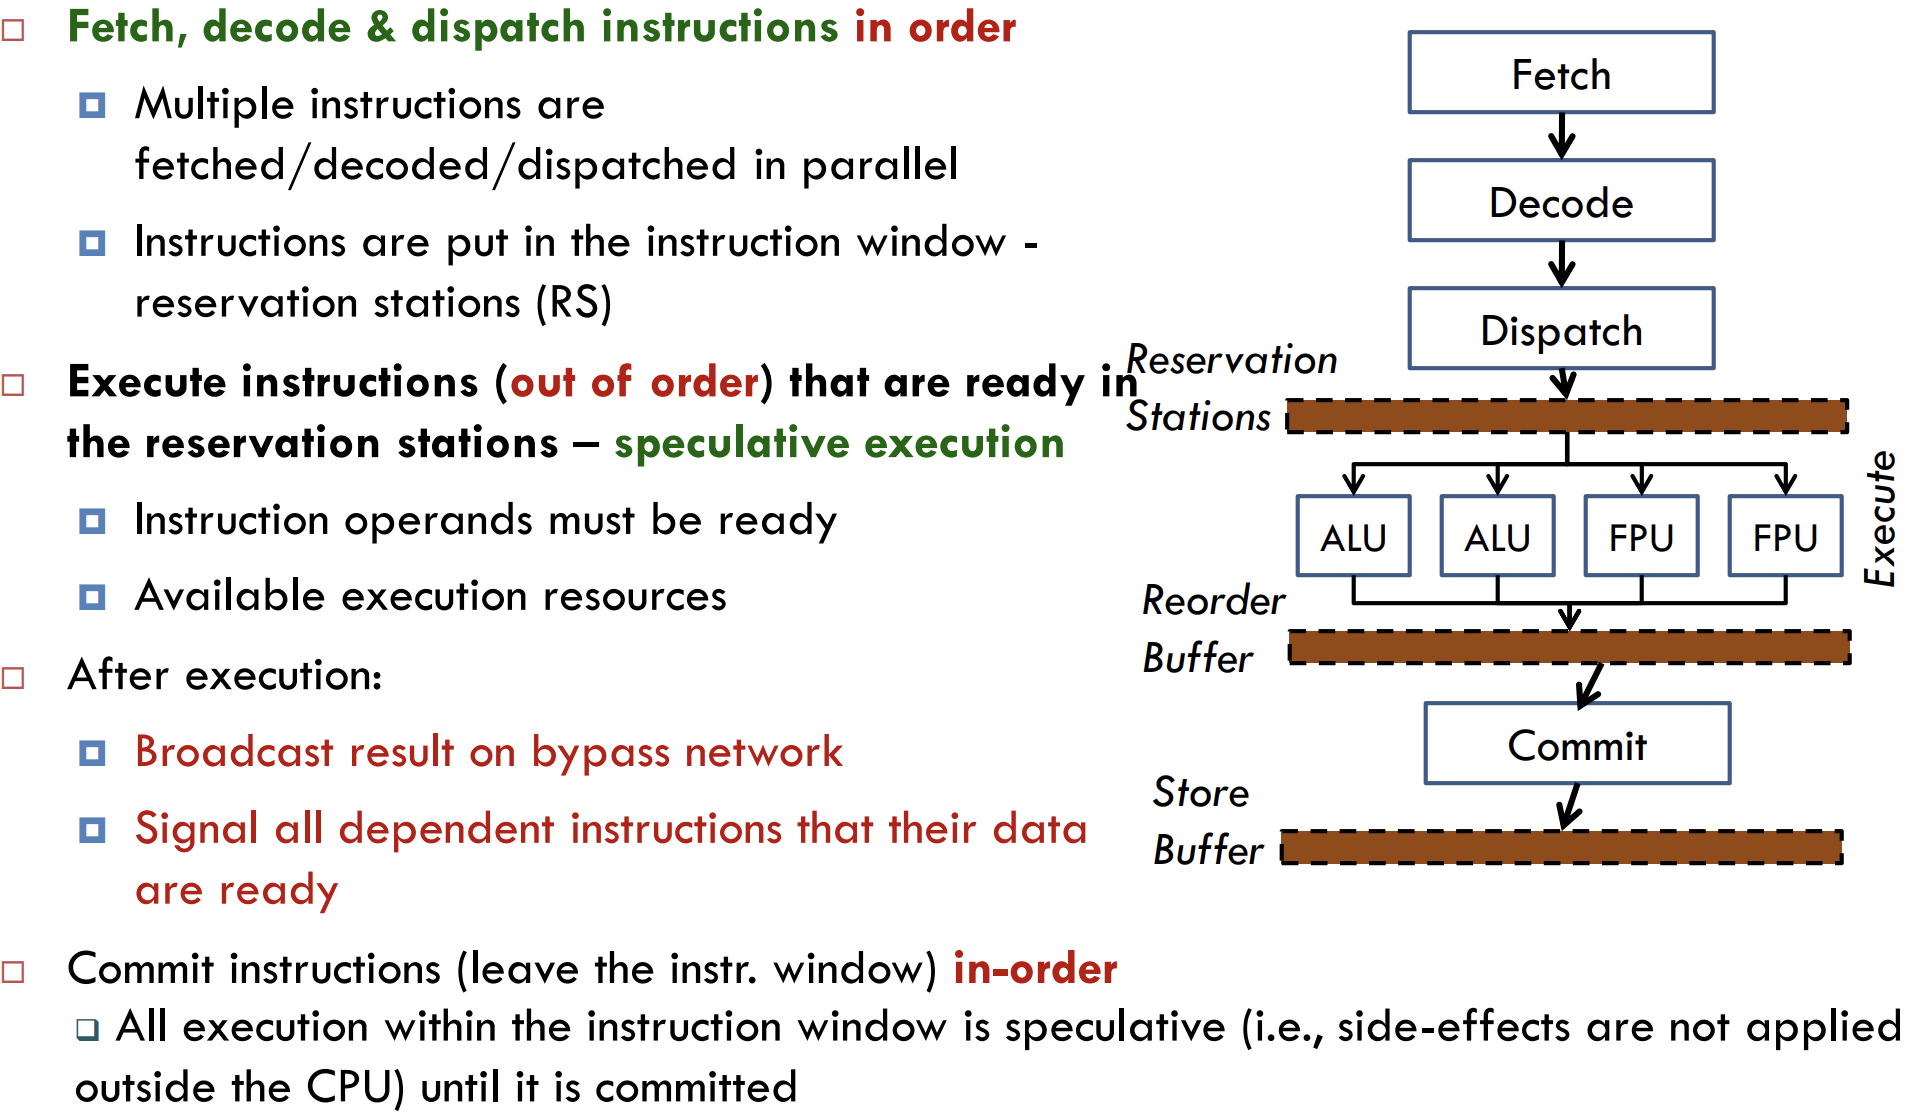 Fetch, decode & dispatch instructions in order
Multiple instructions are
fetched/decoded/dispatched in parallel
Instructions are put in the instruction window -
reservation stations (RS)
Execute instructions (out of order) that are ready in
the reservation stations – speculative execution
Instruction operands must be ready
Available execution resources
After execution:
Broadcast result on bypass network
Signal all dependent instructions that their data
are ready
Commit instructions (leave the instr. window) in-order
All execution within the instruction window is speculative (i.e., side-effects are not applied
outside the CPU) until it is committed
Fetch
Decode
Dispatch
Reservation
Stations
ALU
ALU
FPU
FPU
Execute
Reorder
Buffer
Commit
Store
Buffer